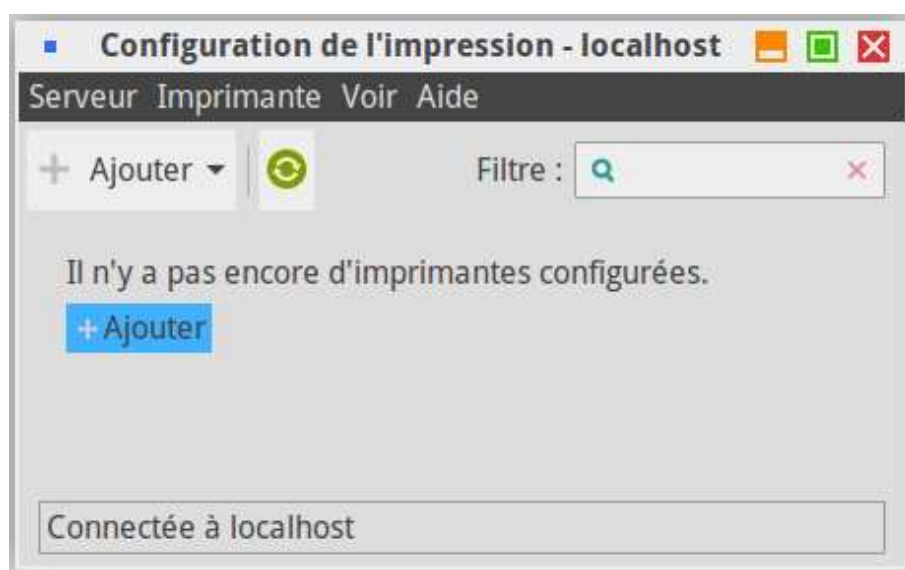 Configuration de l'impression - localhost
Serveur Imprimante Voir Aide
Ajouter Filtre :
Il n'y a pas encore d'imprimantes configurées.
Ajouter
Connectée à localhost